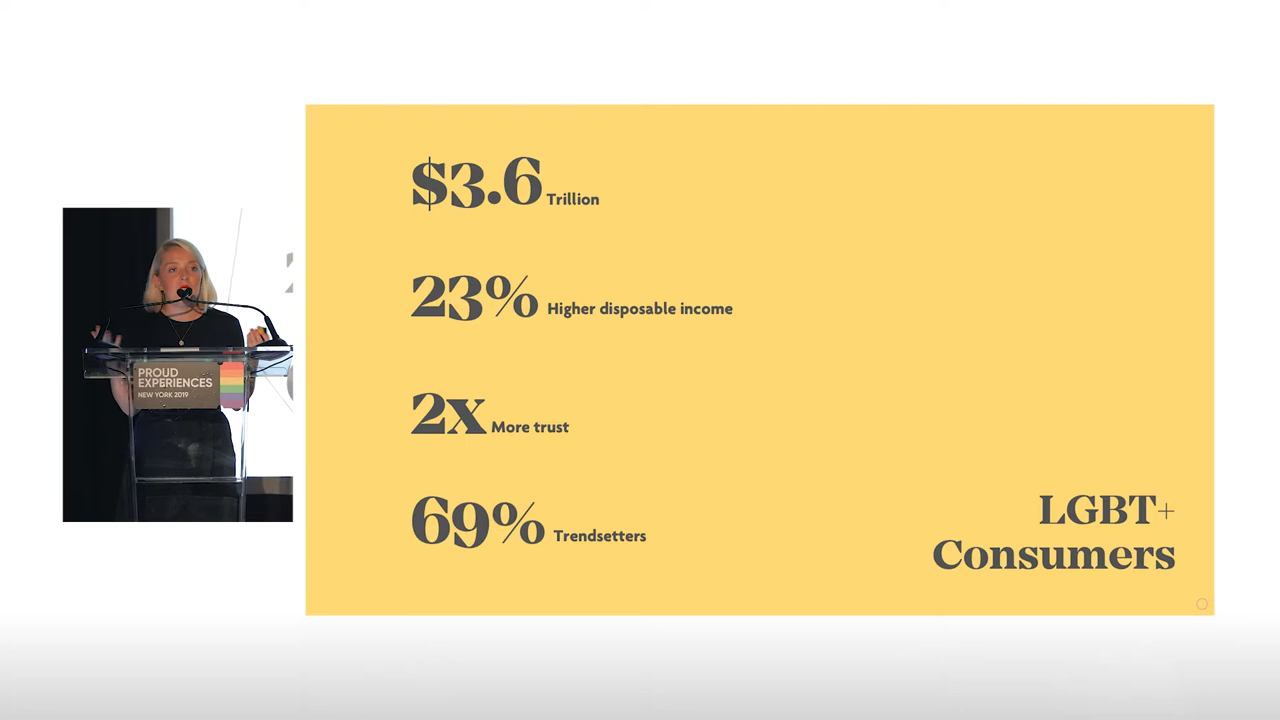 PROUD
EXPERIENCES
NEW YORK 2019
$3.6 Trillion
23% Higher disposable income
2x More trust
69% Trendsetters
LGBT+
Consumers